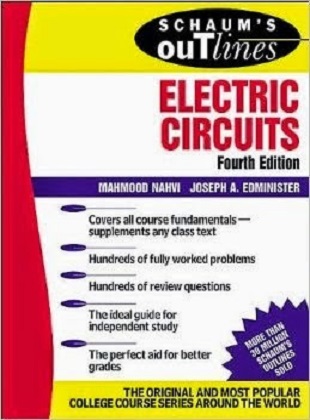 SCHAUM'S
OUTlines
ELECTRIC
CIRCUITS
Fourth Edition
MAHMOOD NAHVI JOSEPH A. EDMINISTER
Covers all course fundamentals—
supplements any class text
Hundreds of fully worked problems
Hundreds of review questions
The ideal guide for
independent study
The perfect aid for better
grades
MORE THAN
30 MILLION
SCHAUM'S
OUTLINES
SOLD
THE ORIGINAL AND MOST POPULAR
COLLEGE COURSE SERIES AROUND THE WORLD